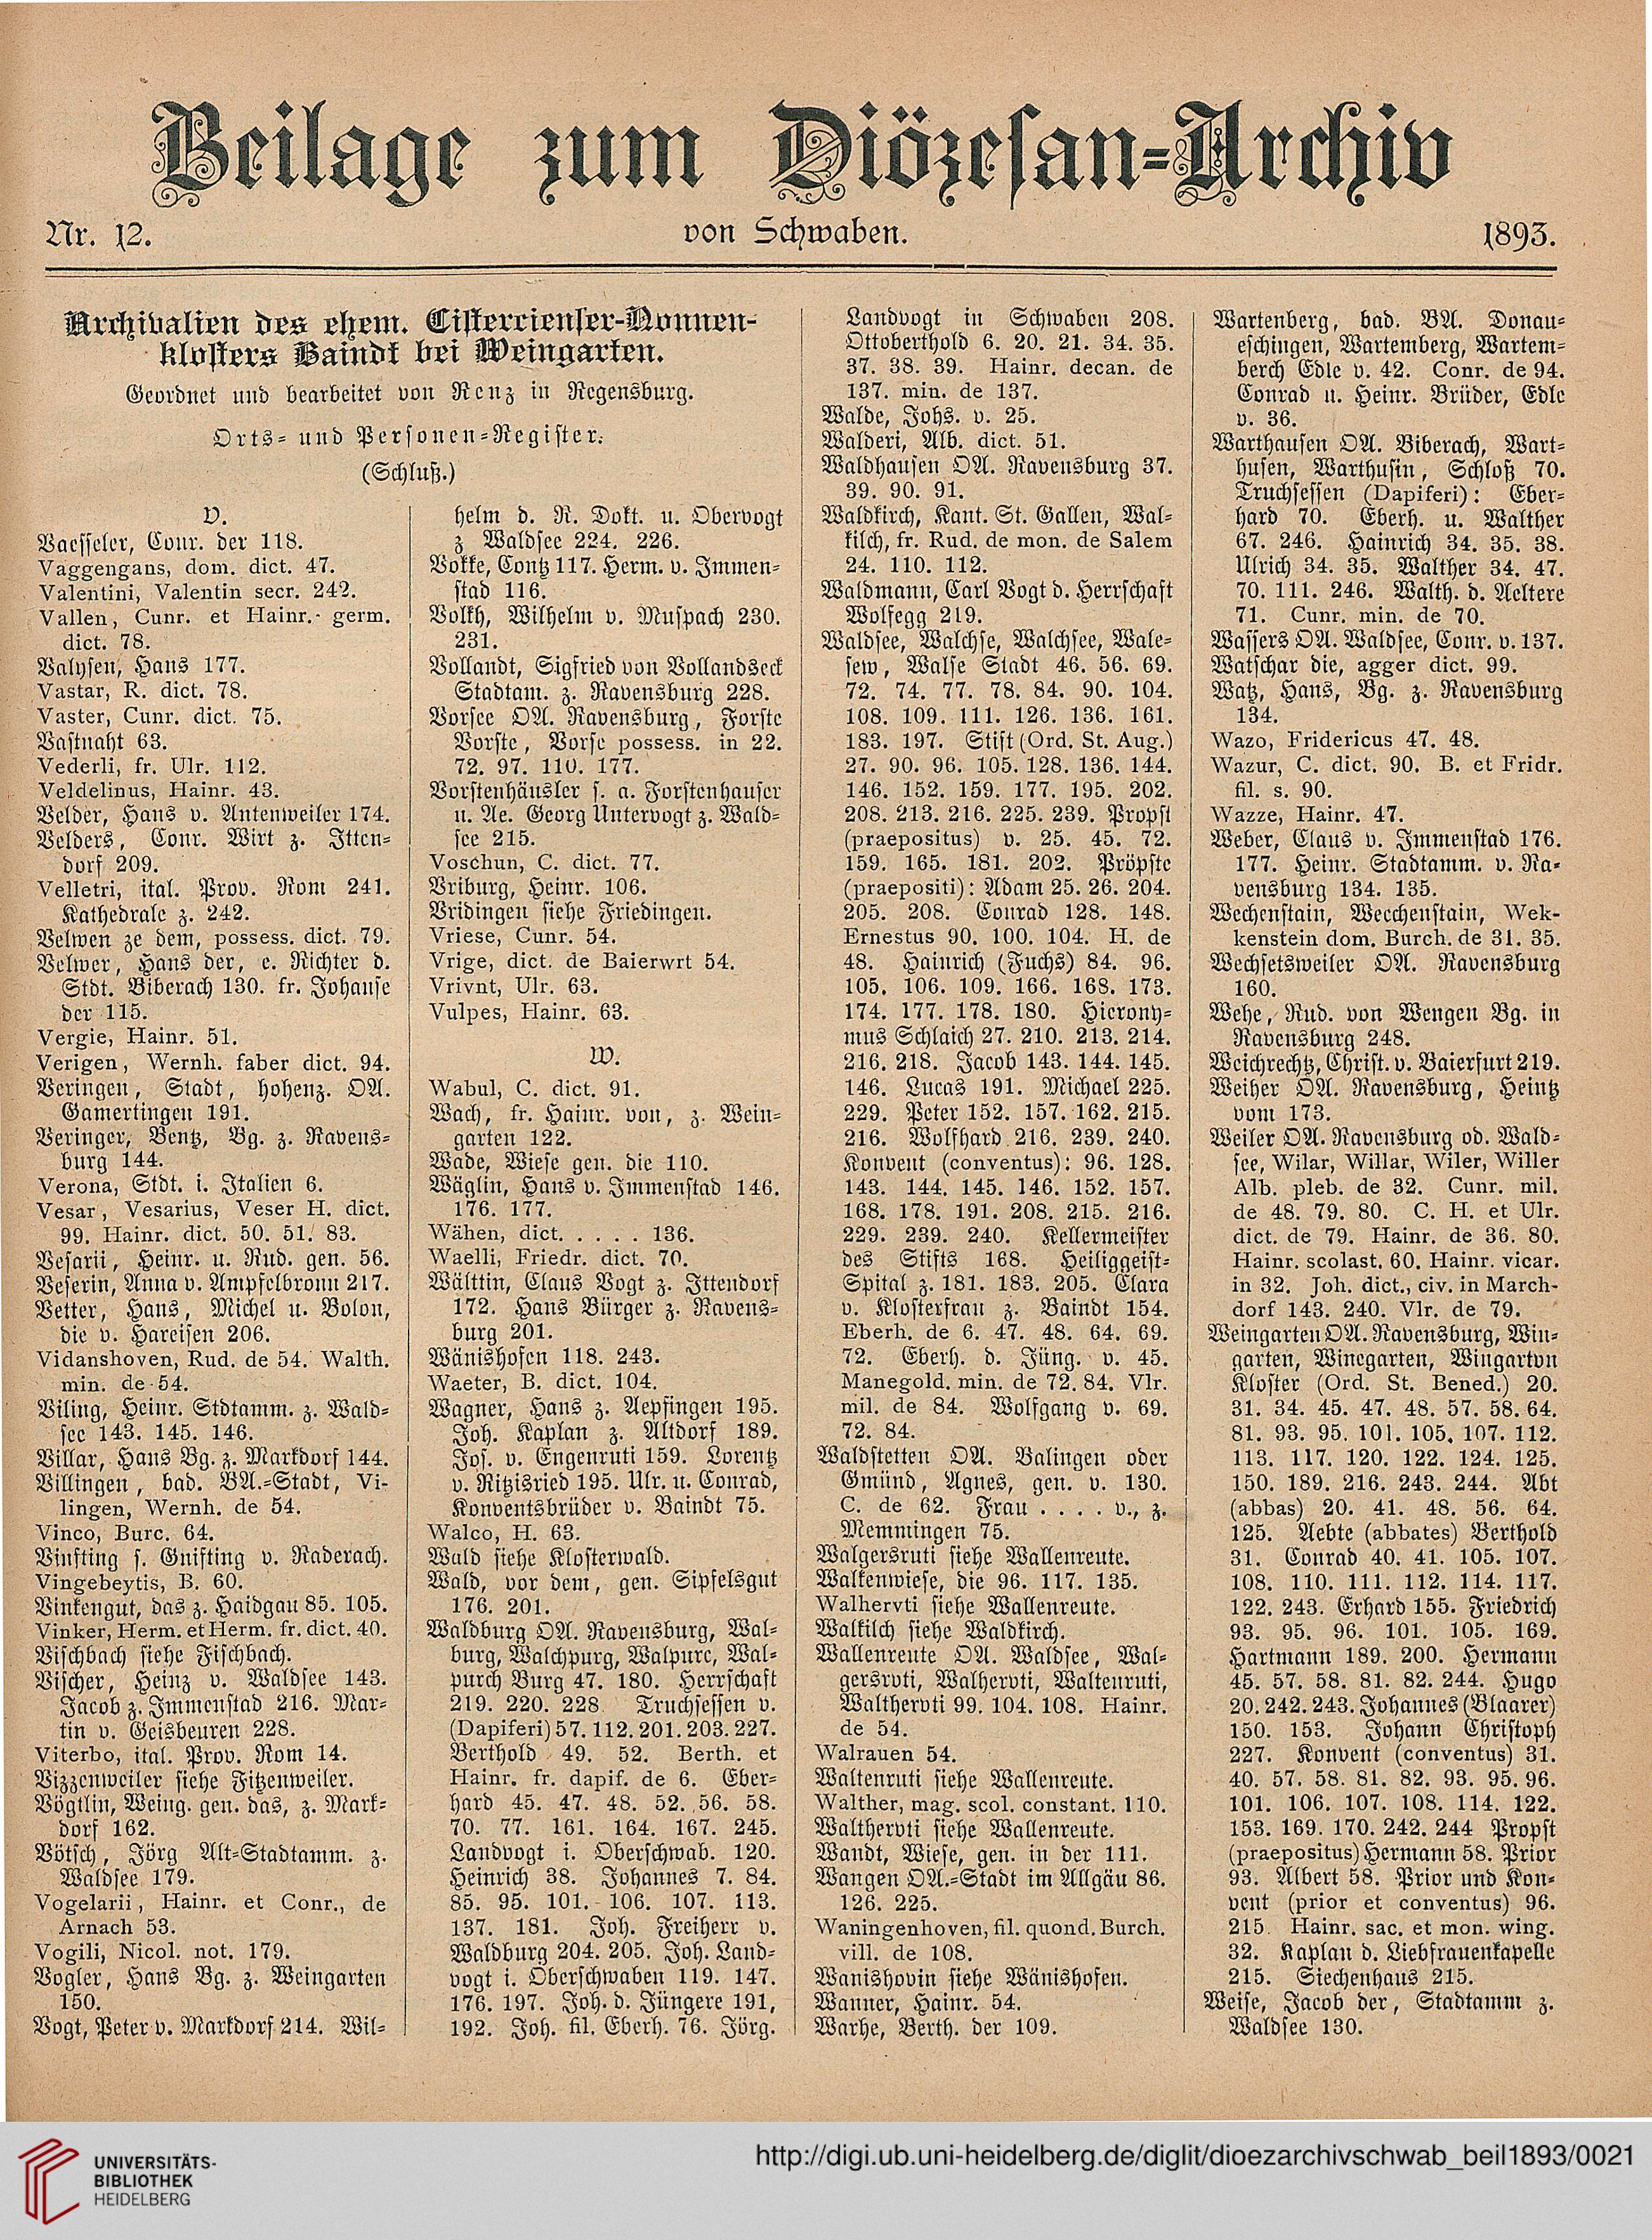 Beilage zum Diözesan-Archiv
Nr. 12.
von Schwaben.
1893.
Archivalien des ehem. Cistercienser-Nonnen-
klosters Baindt bei Weingarten.
Geordnet und bearbeitet von Renz in Regensburg.
Orts- und Personen-Register.
(Schluß.)
V.
Vaesseler, Conr. der 118.
Vaggengans, dom. dict. 47.
Valentini, Valentin secr. 242.
Vallen, Cunr. et Hainr. germ.
dict. 78.
Valysen, Hans 177.
Vastar, R. dict. 78.
Vaster, Cunr. dict. 75.
Vastnaht 63.
Vederli, fr. Ulr. 112.
Veldelinus, Hainr. 43.
Velder, Hans v. Antenweiler 174.
Velders, Conr. Wirt z. Itten-
dorf 209.
Velletri, ital. Prov. Rom 241.
Kathedrale z. 242.
Velwen ze dem, possess. dict. 79.
Velwer, Hans der, e. Richter d.
Stdt. Biberach 130. fr. Johanse
der 115.
Vergie, Hainr. 51.
Verigen, Wernh. faber dict. 94.
Veringen, Stadt, hohenz. OA.
Gamertingen 191.
Veringer, Bentz, Bg. z. Ravens-
burg 144.
Verona, Stdt. i. Italien 6.
Vesar, Vesarius, Veser H. dict.
99. Hainr. dict. 50. 51. 83.
Vesarii, Heinr. u. Rud. gen. 56.
Veserin, Anna v. Ampfelbronn 217.
Vetter, Hans, Michel u. Bolon,
die v. Hareisen 206.
Vidanshoven, Rud. de 54. Walth.
min. de 54.
Viling, Heinr. Stdtamm. z. Wald-
see 143. 145. 146.
Villar, Hans Bg. z. Markdorf 144.
Villingen, bad. BA.-Stadt, Vi-
lingen, Wernh. de 54.
Vinco, Burc. 64.
Vinfting s. Gnifting v. Raderach.
Vingebeytis, B. 60.
Vinkengut, das z. Haidgau 85. 105.
Vinker, Herm. et Herm. fr. dict. 40.
Vischbach siehe Fischbach.
Vischer, Heinz v. Waldsee 143.
Jacob z. Immenstad 216. Mar-
tin v. Geisbeuren 228.
Viterbo, ital. Prov. Rom 14.
Vizzenweiler siehe Fitzenweiler.
Vögtlin, Weing. gen. das, z. Mark-
dorf 162.
Vötsch, Jörg Alt-Stadtamm. z.
Waldsee 179.
Vogelarii, Hainr. et Conr., de
Arnach 53.
Vogili, Nicol. not. 179.
Vogler, Hans Bg. z. Weingarten
150.
Vogt, Peter v. Markdorf 214. Wil-
helm d. R. Dokt. u. Obervogt
z Waldsee 224. 226.
Vokke, Contz 117. Herm. v. Immen-
stad 116.
Volkh, Wilhelm v. Muspach 230.
231.
Vollandt, Sigfried von Vollandseck
Stadtam. z. Ravensburg 228.
Vorsee OA. Ravensburg, Forste
Vorste, Vorse possess. in 22.
72. 97. 110. 177.
Vorstenhäusler s. a. Forstenhauser
u. Ae. Georg Untervogt z. Wald-
see 215.
Voschun, C. dict. 77.
Vriburg, Heinr. 106.
Vridingen siehe Friedingen.
Vriese, Cunr. 54.
Vrige, dict. de Baierwrt 54.
Vrivnt, Ulr. 63.
Vulpes, Hainr. 63.
W.
Wabul, C. dict. 91.
Wach, fr. Hainr. von, z. Wein-
garten 122.
Wade, Wiese gen. die 110.
Wäglin, Hans v. Immenstad 146.
176. 177.
Wähen, dict. . . . . 136.
Waelli, Friedr. dict. 70.
Wälttin, Claus Vogt z. Ittendorf
172. Hans Bürger z. Ravens-
burg 201.
Wänishofen 118. 243.
Waeter, B. dict. 104.
Wagner, Hans z. Aepfingen 195.
Joh. Kaplan z. Altdorf 189.
Jos. v. Engenruti 159. Lorentz
v. Ritzisried 195. Ulr. u. Conrad,
Konventsbrüder v. Baindt 75.
Walco, H. 63.
Wald siehe Klosterwald.
Wald, vor dem, gen. Sipfelsgut
176. 201.
Waldburg OA. Ravensburg, Wal-
burg, Walchpurg, Walpurc, Wal-
purch Burg 47. 180. Herrschaft
219. 220. 228 Truchsessen v.
(Dapiferi) 57. 112. 201. 203. 227.
Berthold 49. 52. Berth. et
Hainr. fr. dapif. de 6. Eber-
hard 45. 47. 48. 52. 56. 58.
70. 77. 161. 164. 167. 245.
Landvogt i. Oberschwab. 120.
Heinrich 38. Johannes 7. 84.
85. 95. 101. 106. 107. 113.
137. 181. Joh. Freiherr v.
Waldburg 204. 205. Joh. Land-
vogt i. Oberschwaben 119. 147.
176. 197. Joh. d. Jüngere 191,
192. Joh. fil. Eberh. 76. Jörg.
Landvogt in Schwaben 208.
Ottoberthold 6. 20. 21. 34. 35.
37. 38. 39. Hainr. decan. de
137. min. de 137.
Walde, Johs. v. 25.
Walderi, Alb. dict. 51.
Waldhausen OA. Ravensburg 37.
39. 90. 91.
Waldkirch, Kant. St. Gallen, Wal-
kilch, fr. Rud. de mon. de Salem
24. 110. 112.
Waldmann, Carl Vogt d. Herrschaft
Wolfegg 219.
Waldsee, Walchse, Walchsee, Wale-
sew, Walse Stadt 46. 56. 69.
72. 74. 77. 78. 84. 90. 104.
108. 109. 111. 126. 136. 161.
183. 197. Stift (Ord. St. Aug.)
27. 90. 96. 105. 128. 136. 144.
146. 152. 159. 177. 195. 202.
208. 213. 216. 225. 239. Propst
(praepositus) v. 25. 45. 72.
159. 165. 181. 202. Pröpste
(praepositi): Adam 25. 26. 204.
205. 208. Conrad 128. 148.
Ernestus 90. 100. 104. H. de
48. Hainrich (Fuchs) 84. 96.
105. 106. 109. 166. 168. 173.
174. 177. 178. 180. Hierony-
mus Schlaich 27. 210. 213. 214.
216. 218. Jacob 143. 144. 145.
146. Lucas 191. Michael 225.
229. Peter 152. 157. 162. 215.
216. Wolfhard 216. 239. 240.
Konvent (conventus): 96. 128.
143. 144. 145. 146. 152. 157.
168. 178. 191. 208. 215. 216.
229. 239. 240. Kellermeister
des Stifts 168. Heiliggeist-
Spital z. 181. 183. 205. Clara
v. Klosterfrau z. Baindt 154.
Eberh. de 6. 47. 48. 64. 69.
72. Eberh. d. Jüng. v. 45.
Manegold. min. de 72. 84. Vlr.
mil. de 84. Wolfgang v. 69.
72. 84.
Waldstetten OA. Balingen oder
Gmünd, Agnes, gen. v. 130.
C. de 62. Frau . . . . v., z.
Memmingen 75.
Walgersruti siehe Wallenreute.
Walkenwiese, die 96. 117. 135.
Walhervti siehe Wallenreute.
Walkilch siehe Waldkirch.
Wallenreute OA. Waldsee, Wal-
gersrvti, Walhervti, Waltenruti,
Walthervti 99. 104. 108. Hainr.
de 54.
Walrauen 54.
Waltenruti siehe Wallenreute.
Walther, mag. scol. constant. 110.
Walthervti siehe Wallenreute.
Wandt, Wiese, gen. in der 111.
Wangen OA.-Stadt im Allgäu 86.
126. 225.
Waningenhoven, fil. quond. Burch.
vill. de 108.
Wanishovin siehe Wänishofen.
Wanner, Hainr. 54.
Warhe, Berth. der 109.
Wartenberg, bad. BA. Donau-
eschingen, Wartemberg, Wartem-
berch Edle v. 42. Conr. de 94.
Conrad u. Heinr. Brüder, Edle
v. 36.
Warthausen OA. Biberach, Wart-
husen, Warthusin, Schloß 70.
Truchsessen (Dapiferi): Eber-
hard 70. Eberh. u. Walther
67. 246. Hainrich 34. 35. 38.
Ulrich 34. 35. Walther 34. 47.
70. 111. 246. Walth. d. Aeltere
71. Cunr. min. de 70.
Wassers OA. Waldsee, Conr. v. 137.
Watschar die, agger dict. 99.
Watz, Hans, Bg. z. Ravensburg
134.
Wazo, Fridericus 47. 48.
Wazur, C. dict. 90. B. et Fridr.
fil. s. 90.
Wazze, Hainr. 47.
Weber, Claus v. Immenstad 176.
177. Heinr. Stadtamm. v. Ra-
vensburg 134. 135.
Wechenstain, Wecchenstain, Wek-
kenstein dom. Burch. de 31. 35.
Wechsetsweiler OA. Ravensburg
160.
Wehe, Rud. von Wengen Bg. in
Ravensburg 248.
Weichrechtz, Christ. v. Baierfurt 219.
Weiher OA. Ravensburg, Heintz
vom 173.
Weiler OA. Ravensburg od. Wald-
see, Wilar, Willar, Wiler, Willer
Alb. pleb. de 32. Cunr. mil.
de 48. 79. 80. C. H. et Ulr.
dict. de 79. Hainr. de 36. 80.
Hainr. scolast. 60. Hainr. vicar.
in 32. Joh. dict., civ. in March-
dorf 143. 240. Vlr. de 79.
Weingarten OA. Ravensburg, Win-
garten, Winegarten, Wingartvn
Kloster (Ord. St. Bened.) 20.
31. 34. 45. 47. 48. 57. 58. 64.
81. 93. 95. 101. 105. 107. 112.
113. 117. 120. 122. 124. 125.
150. 189. 216. 243. 244. Abt
(abbas) 20. 41. 48. 56. 64.
125. Aebte (abbates) Berthold
31. Conrad 40. 41. 105. 107.
108. 110. 111. 112. 114. 117.
122. 243. Erhard 155. Friedrich
93. 95. 96. 101. 105. 169.
Hartmann 189. 200. Hermann
45. 57. 58. 81. 82. 244. Hugo
20. 242. 243. Johannes (Blaarer)
150. 153. Johann Christoph
227. Konvent (conventus) 31.
40. 57. 58. 81. 82. 93. 95. 96.
101. 106. 107. 108. 114. 122.
153. 169. 170. 242. 244 Propst
(praepositus) Hermann 58. Prior
93. Albert 58. Prior und Kon-
vent (prior et conventus) 96.
215 Hainr. sac. et mon. wing.
32. Kaplan d. Liebfrauenkapelle
215. Siechenhaus 215.
Weise, Jacob der, Stadtamm z.
Waldsee 130.
UNIVERSITÄTS-
BIBLIOTHEK
HEIDELBERG
http://digi.ub.uni-heidelberg.de/diglit/dioezarchivschwab_beil1893/0021